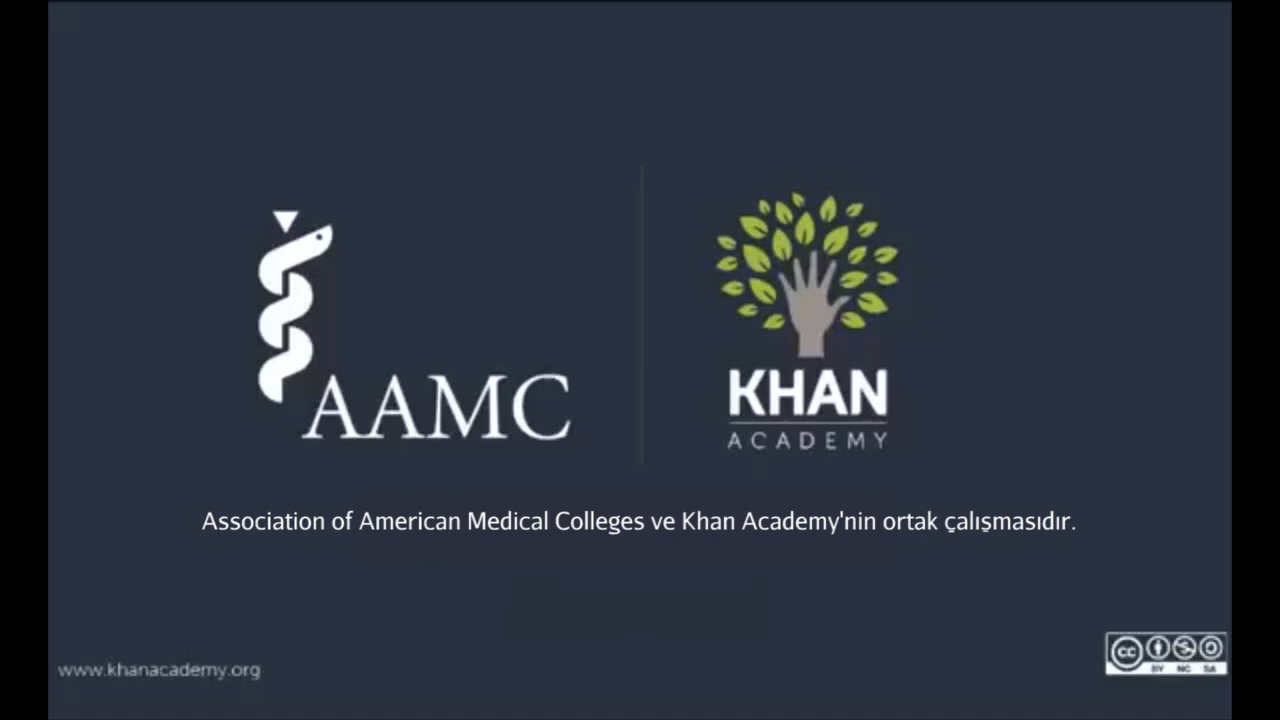 AAMC
KHAN
ACADEMY
Association of American Medical Colleges ve Khan Academy'nin ortak çalışmasıdır.
www.khanacademy.org
cc
BY NC SA